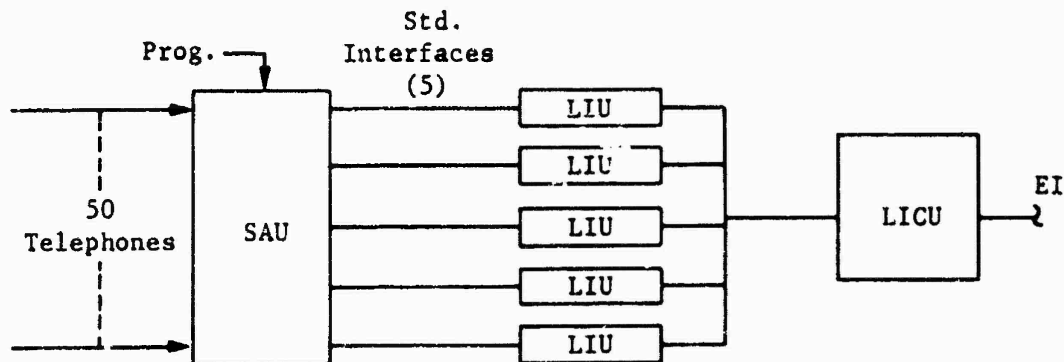 Std.
Interfaces
(5)
Prog.
50
Telephones
SAU
LIU
LIU
LIU
LIU
LIU
LICU
EI